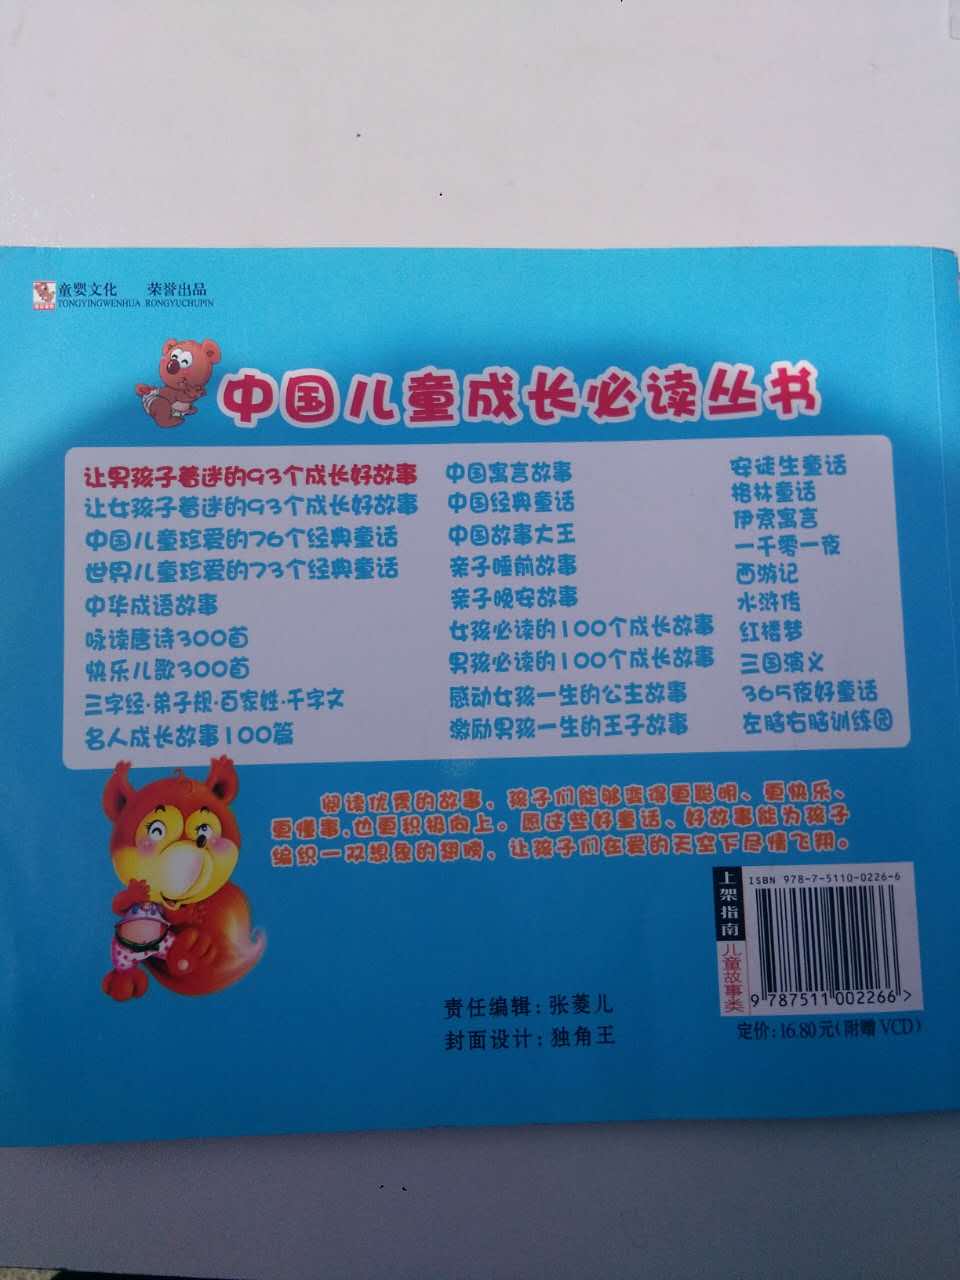 童婴文化 荣誉出品
TONGYINGWENHUA RONGYUCHUPIN
中国儿童成长必读丛书
让男孩子着迷的93个成长好故事
让女孩子着迷的93个成长好故事
中国儿童珍爱的76个经典童话
世界儿童珍爱的73个经典童话
中华成语故事
咏读唐诗300首
快乐儿歌300首
三字经·弟子规·百家姓·千字文
名人成长故事100篇
中国寓言故事
中国经典童话
中国故事大王
亲子睡前故事
亲子晚安故事
女孩必读的100个成长故事
男孩必读的100个成长故事
感动女孩一生的公主故事
激励男孩一生的王子故事
安徒生童话
格林童话
伊索寓言
一千零一夜
西游记
水浒传
红楼梦
三国演义
365夜好童话
左脑右脑训练园
阅读优秀的故事，孩子们能够变得更聪明、更快乐、
更懂事，也更积极向上。愿这些好童话、好故事能为孩子
编织一双想象的翅膀，让孩子们在爱的天空下尽情飞翔。
上架指南
儿童故事类
ISBN 978-7-5110-0226-6
9 787511 002266>
定价：16.80元（附赠VCD）
责任编辑：张菱儿
封面设计：独角王